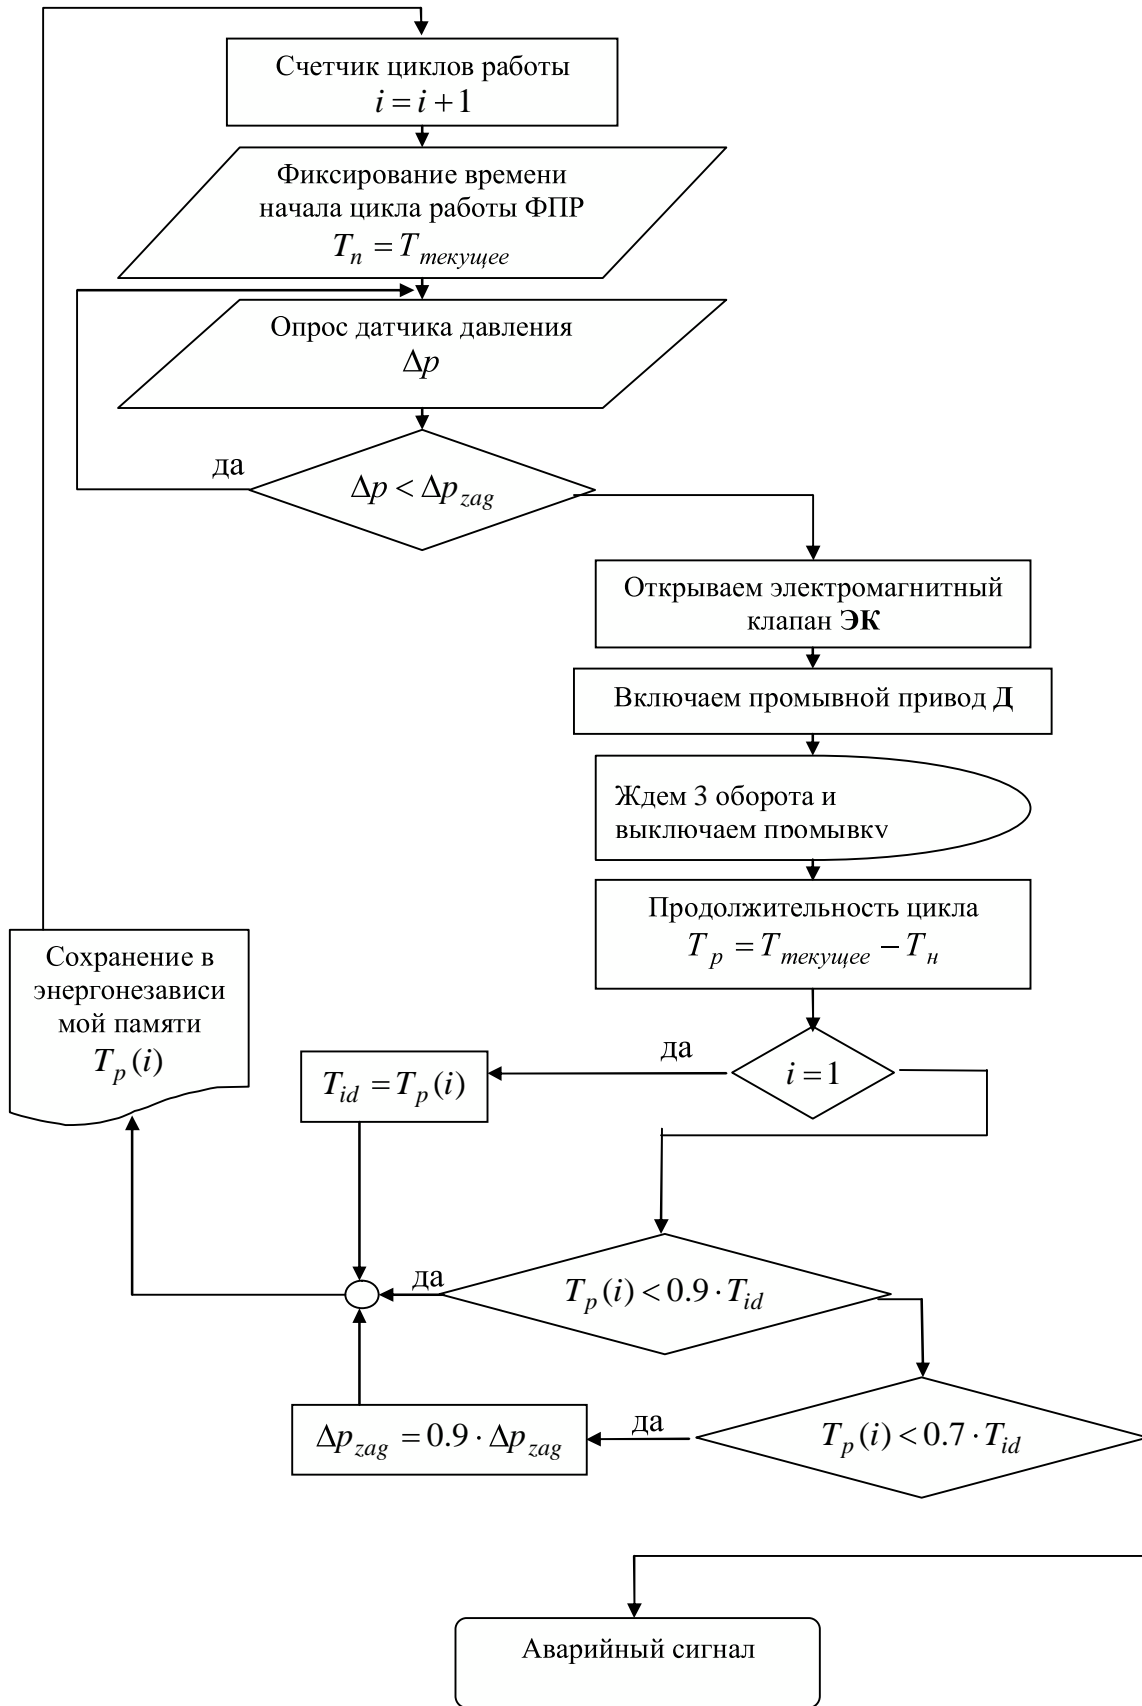 Счетчик циклов работы
i = i + 1
Фиксирование времени
начала цикла работы ФПР
T_n = T_текущее
Опрос датчика давления
Δp
да
Δp < Δp_zag
Открываем электромагнитный
клапан ЭК
Включаем промывной привод Д
Ждем 3 оборота и
выключаем промывку
Продолжительность цикла
T_p = T_текущее − T_н
Сохранение в
энергонезависи
мой памяти
T_p(i)
да
i = 1
T_id = T_p(i)
да
T_p(i) < 0.9 · T_id
да
T_p(i) < 0.7 · T_id
Δp_zag = 0.9 · Δp_zag
Аварийный сигнал